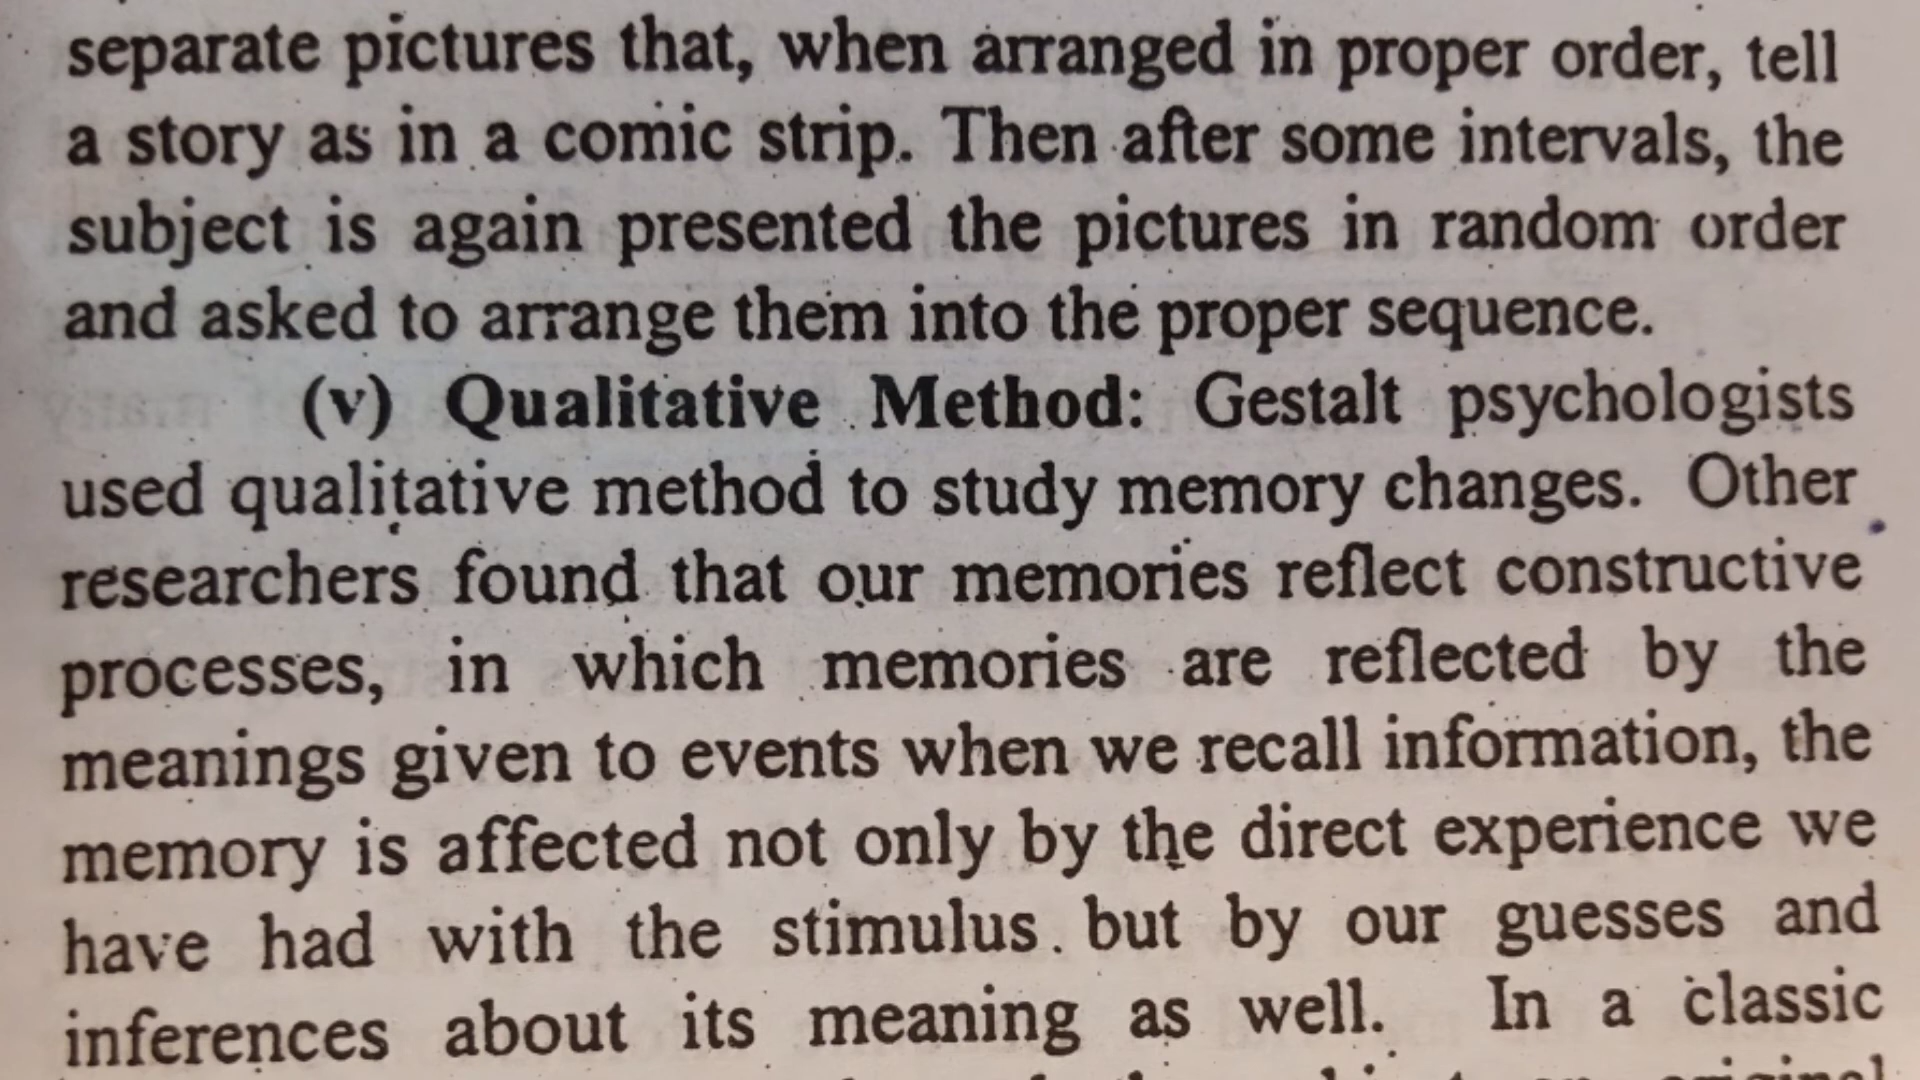 separate pictures that, when arranged in proper order, tell
a story as in a comic strip. Then after some intervals, the
subject is again presented the pictures in random order
and asked to arrange them into the proper sequence.
(v) Qualitative Method: Gestalt psychologists
used qualitative method to study memory changes. Other
researchers found that our memories reflect constructive
processes, in which memories are reflected by the
meanings given to events when we recall information, the
memory is affected not only by the direct experience we
have had with the stimulus but by our guesses and
inferences about its meaning as well. In a classic
original